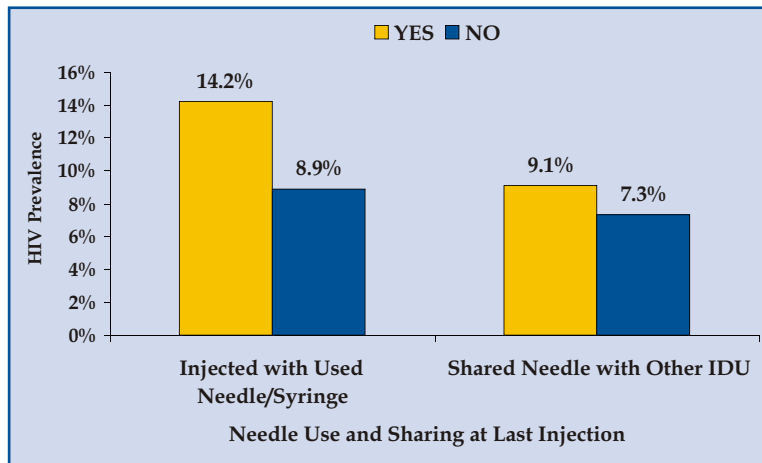 YES NO
16%
14%
12%
10%
8%
6%
4%
2%
0%
HIV Prevalence
14.2%
8.9%
9.1%
7.3%
Injected with Used
Needle/Syringe
Shared Needle with Other IDU
Needle Use and Sharing at Last Injection